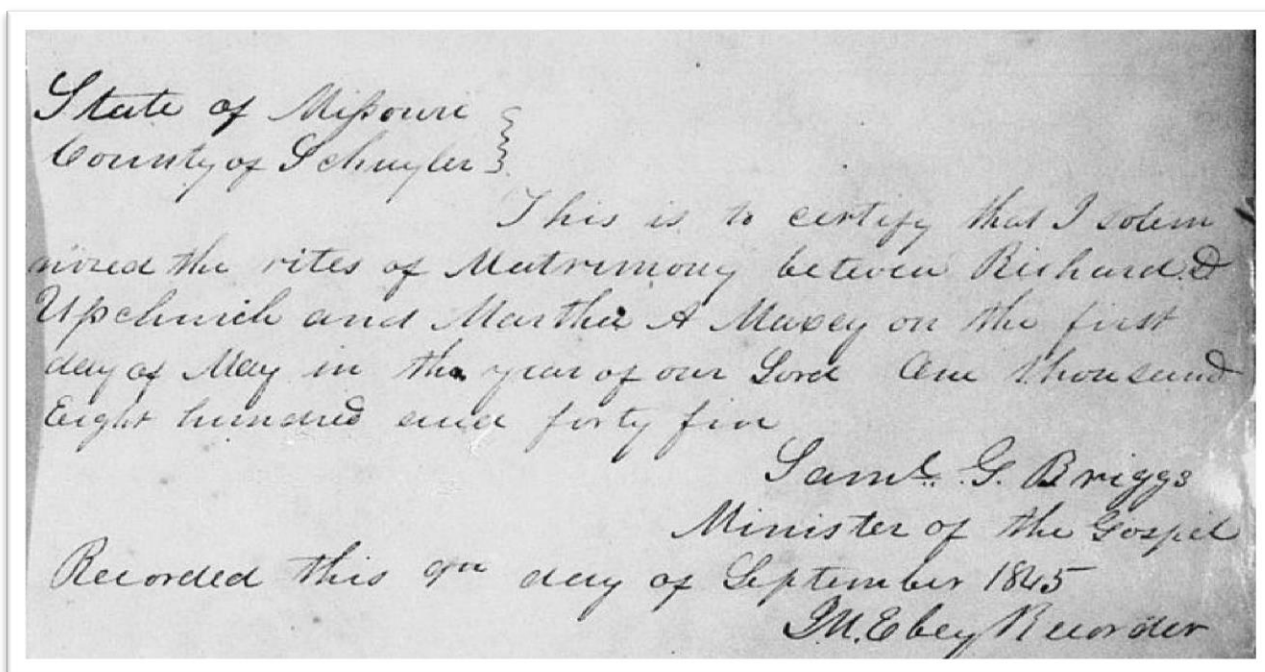 State of Missouri
County of Schuyler
This is to certify that I solem
nized the rites of Matrimony between Richard D
Upchurch and Martha A Maxey on the first
day of May in the year of our Lord One thousand
Eight hundred and forty five
Saml. G. Briggs
Minister of the Gospel
Recorded this 9th day of September 1845
J.M. Ebey Recorder